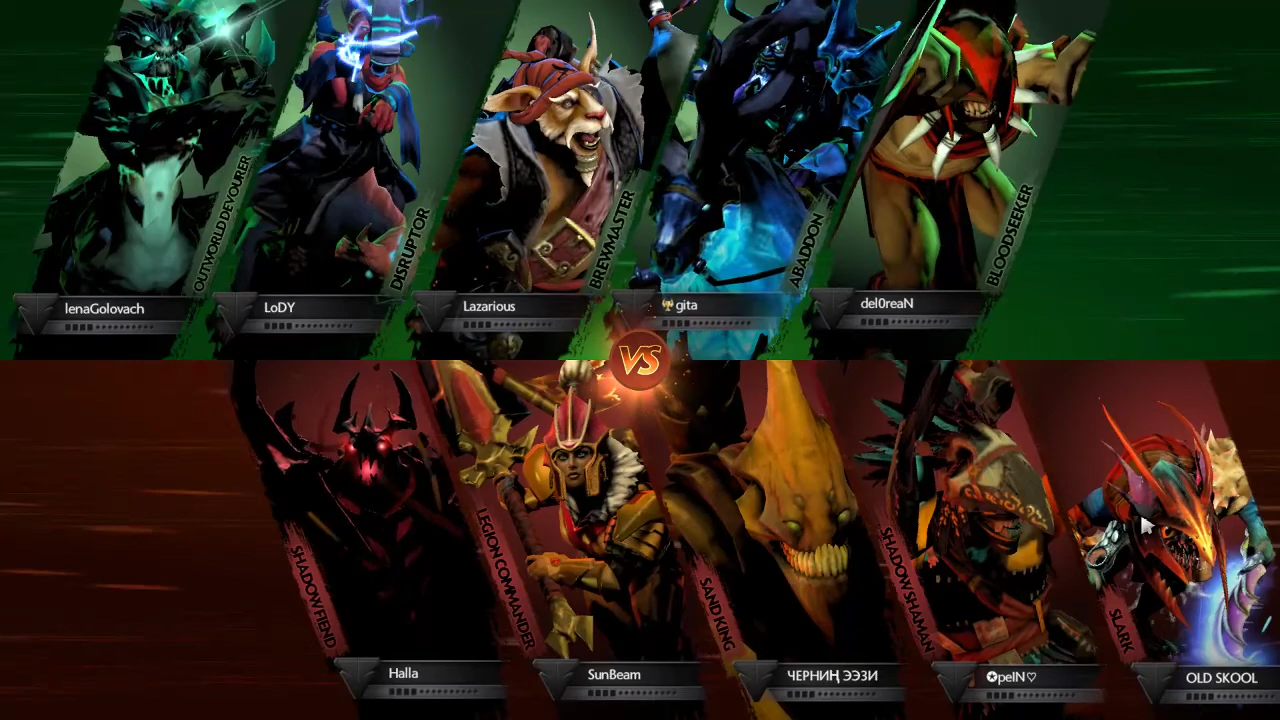 OUTWORLD DEVOURER
DISRUPTOR
BREWMASTER
ABADDON
BLOODSEEKER
lenaGolovach
LoDY
Lazarious
gita
del0reaN
VS
SHADOW FIEND
LEGION COMMANDER
SAND KING
SHADOW SHAMAN
SLARK
Halla
SunBeam
ЧЕРНИҢ ЭЭЗИ
✪peIN♡
OLD SKOOL